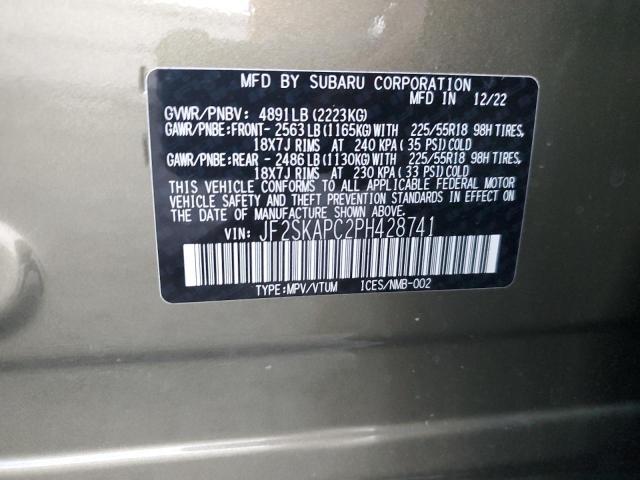 MFD BY SUBARU CORPORATION
MFD IN 12/22
GVWR/PNBV: 4891LB (2223KG)
GAWR/PNBE:FRONT- 2563LB (1165KG) WITH 225/55R18 98H TIRES,
18X7J RIMS AT 240 KPA (35 PSI) COLD
GAWR/PNBE:REAR - 2486LB (1130KG) WITH 225/55R18 98H TIRES,
18X7J RIMS AT 230 KPA (33 PSI) COLD
THIS VEHICLE CONFORMS TO ALL APPLICABLE FEDERAL MOTOR
VEHICLE SAFETY AND THEFT PREVENTION STANDARDS IN EFFECT ON
THE DATE OF MANUFACTURE SHOWN ABOVE.
VIN: JF2SKAPC2PH428741
TYPE:MPV/VTUM ICES/NMB-002